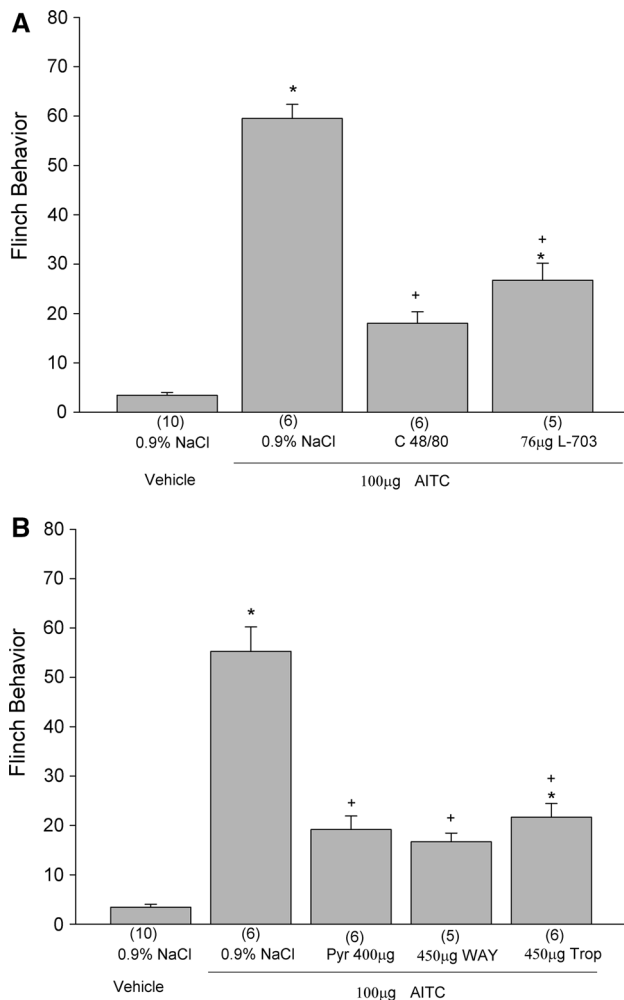 A
80
70
60
50
40
30
20
10
0
Flinch Behavior
*
+
+
*
(10) (6) (6) (5)
0.9% NaCl 0.9% NaCl C 48/80 76μg L-703
Vehicle 100μg AITC
B
80
70
60
50
40
30
20
10
0
Flinch Behavior
*
+
+
+
*
(10) (6) (6) (5) (6)
0.9% NaCl 0.9% NaCl Pyr 400μg 450μg WAY 450μg Trop
Vehicle 100μg AITC